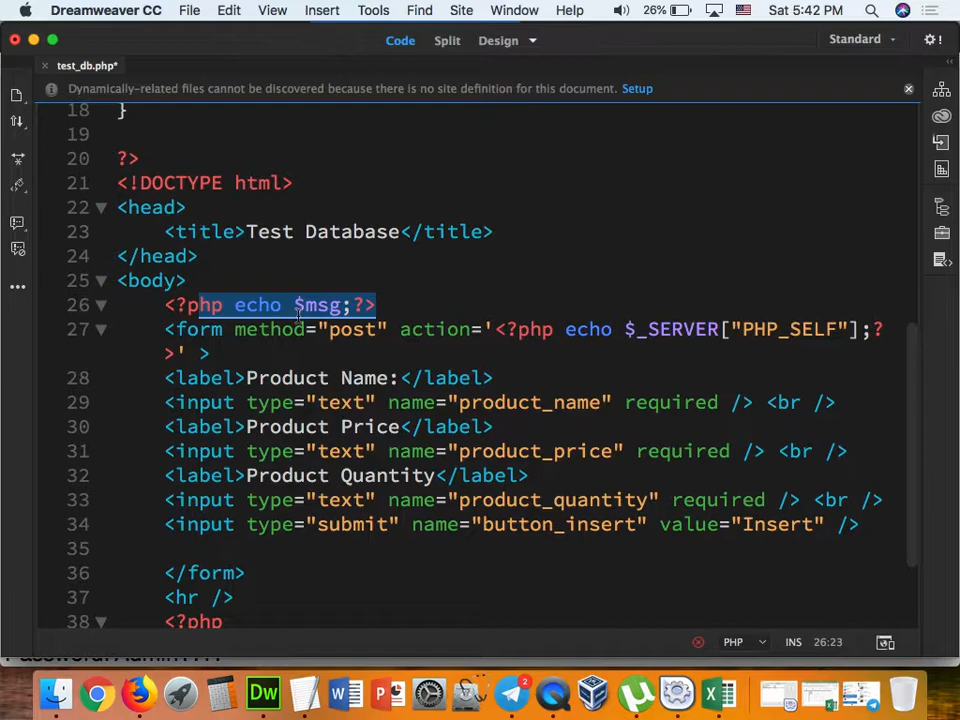 Dreamweaver CC File Edit View Insert Tools Find Site Window Help 26% Sat 5:42 PM
Code Split Design Standard
test_db.php*
Dynamically-related files cannot be discovered because there is no site definition for this document. Setup
18 }
19
20 ?>
21 <!DOCTYPE html>
22 <head>
23 <title>Test Database</title>
24 </head>
25 <body>
26 <?php echo $msg;?>
27 <form method="post" action='<?php echo $_SERVER["PHP_SELF"];?
>' >
28 <label>Product Name:</label>
29 <input type="text" name="product_name" required /> <br />
30 <label>Product Price</label>
31 <input type="text" name="product_price" required /> <br />
32 <label>Product Quantity</label>
33 <input type="text" name="product_quantity" required /> <br />
34 <input type="submit" name="button_insert" value="Insert" />
35
36 </form>
37 <hr />
38 <?php
PHP INS 26:23
Dw